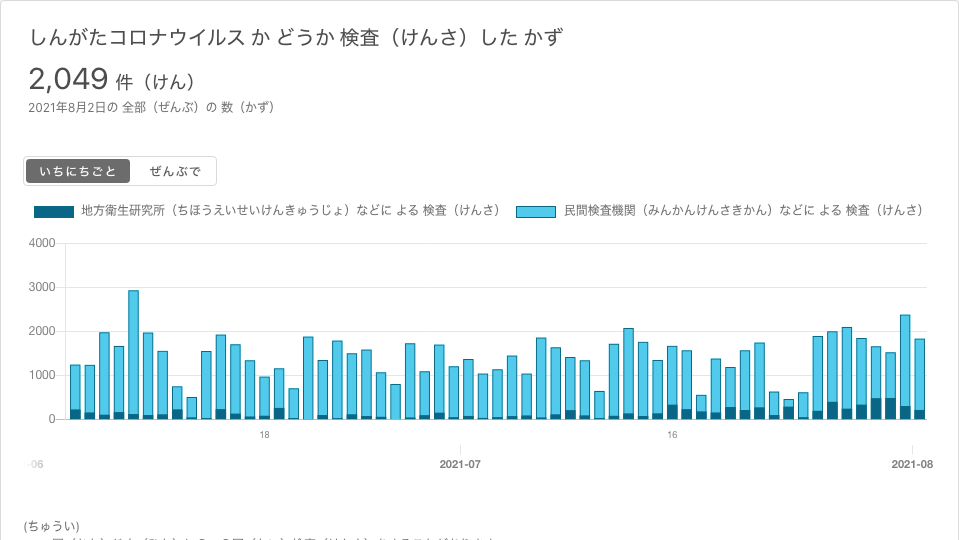 しんがたコロナウイルス か どうか 検査（けんさ）した かず
2,049 件（けん）
2021年8月2日の 全部（ぜんぶ）の 数（かず）
いちにちごと ぜんぶで
地方衛生研究所（ちほうえいせいけんきゅうじょ）などに よる 検査（けんさ） 民間検査機関（みんかんけんさきかん）などに よる 検査（けんさ）
4000
3000
2000
1000
0
18 16
-06 2021-07 2021-08
(ちゅうい)